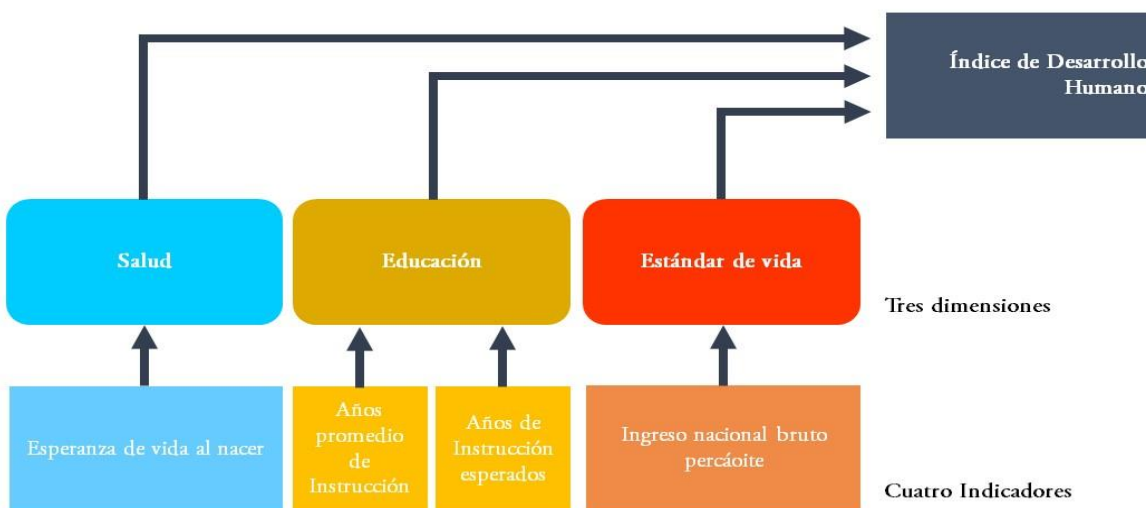 Índice de Desarrollo
Humano
Salud
Educación
Estándar de vida
Tres dimensiones
Esperanza de vida al nacer
Años
promedio
de
Instrucción
Años de
Instrucción
esperados
Ingreso nacional bruto
percáoite
Cuatro Indicadores